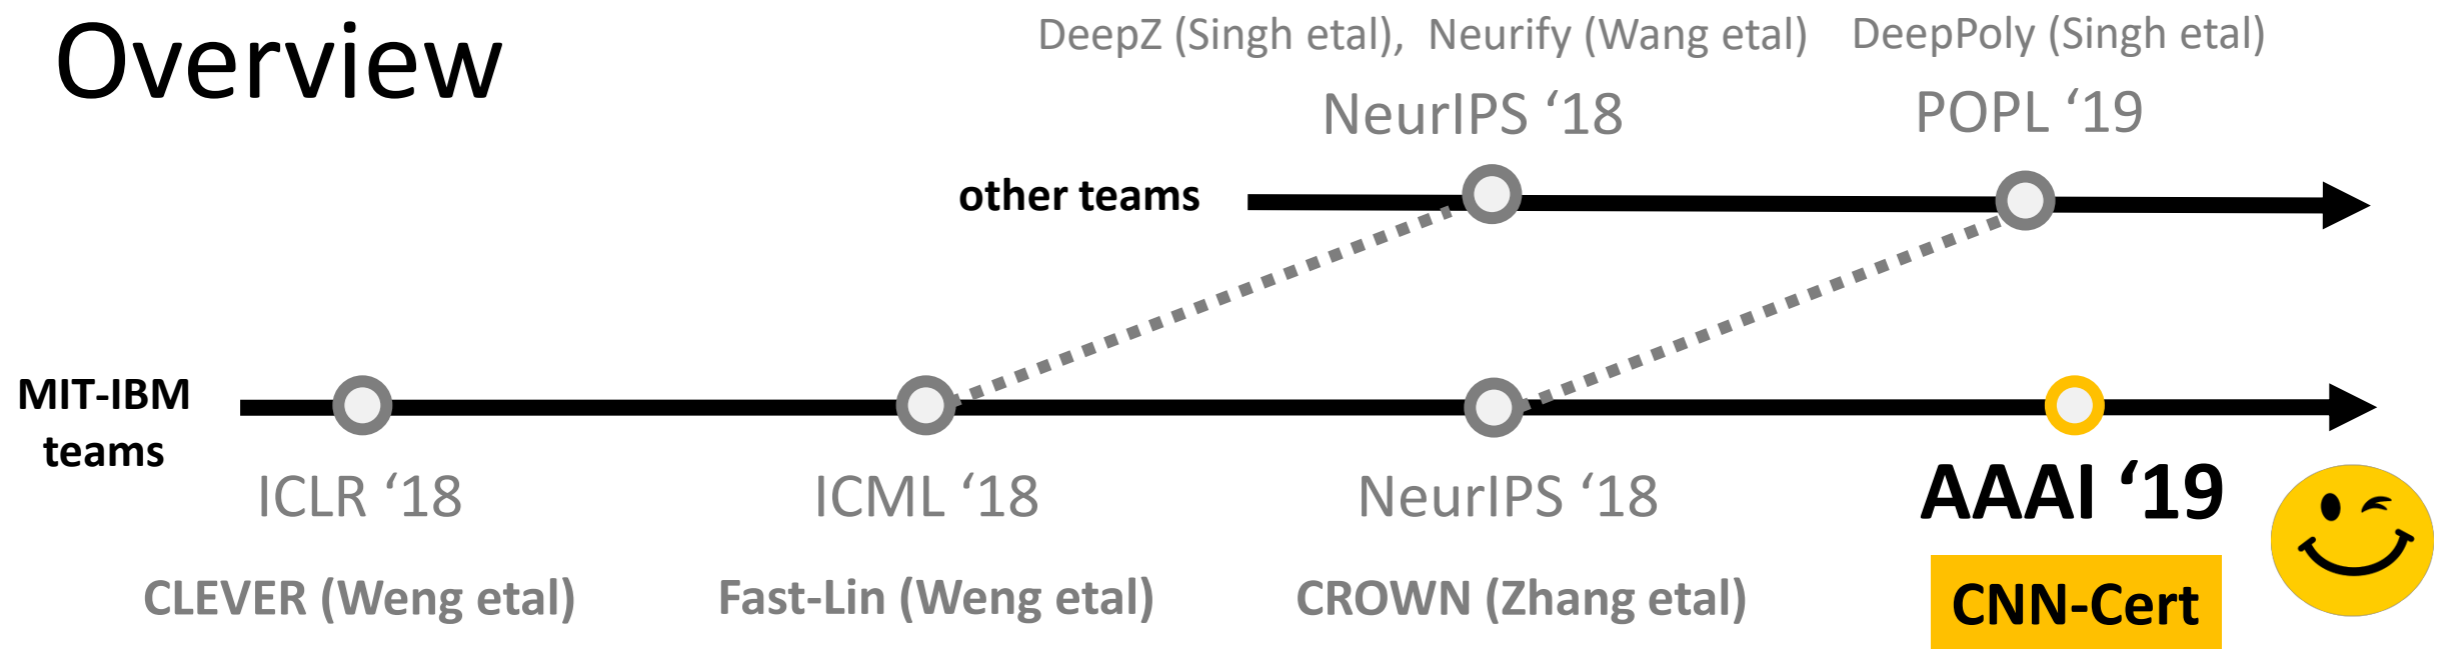 Overview
DeepZ (Singh etal), Neurify (Wang etal)
DeepPoly (Singh etal)
NeurIPS ‘18
POPL ‘19
other teams
MIT-IBM
teams
ICLR ‘18
ICML ‘18
NeurIPS ‘18
AAAI ‘19
CLEVER (Weng etal)
Fast-Lin (Weng etal)
CROWN (Zhang etal)
CNN-Cert